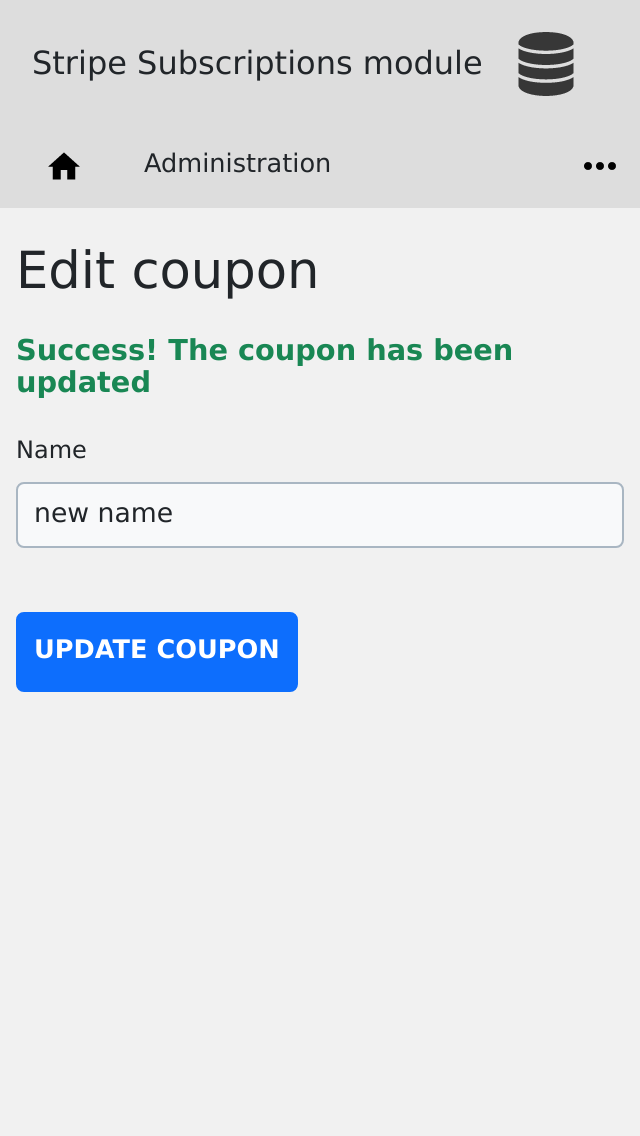 Stripe Subscriptions module
Administration
Edit coupon
Success! The coupon has been
updated
Name
new name
UPDATE COUPON